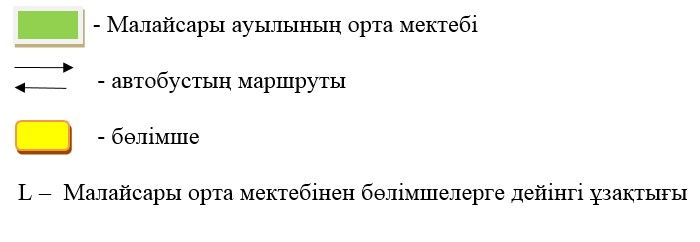 - Малайсары ауылының орта мектебі
- автобустың маршруты
- бөлімше
L – Малайсары орта мектебінен бөлімшелерге дейінгі ұзақтығы